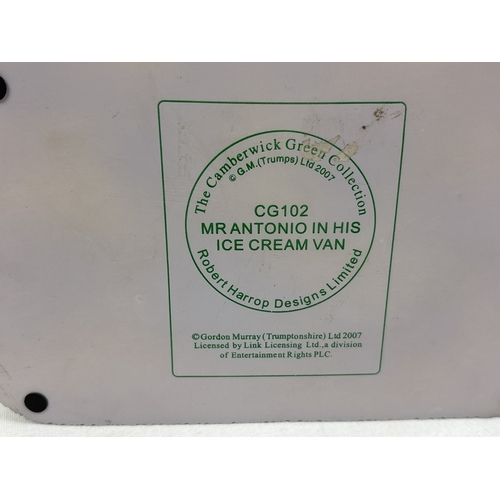 The Camberwick Green Collection
© G.M.(Trumps) Ltd 2007
CG102
MR ANTONIO IN HIS
ICE CREAM VAN
Robert Harrop Designs Limited
©Gordon Murray (Trumptonshire) Ltd 2007
Licensed by Link Licensing Ltd.,a division
of Entertainment Rights PLC.